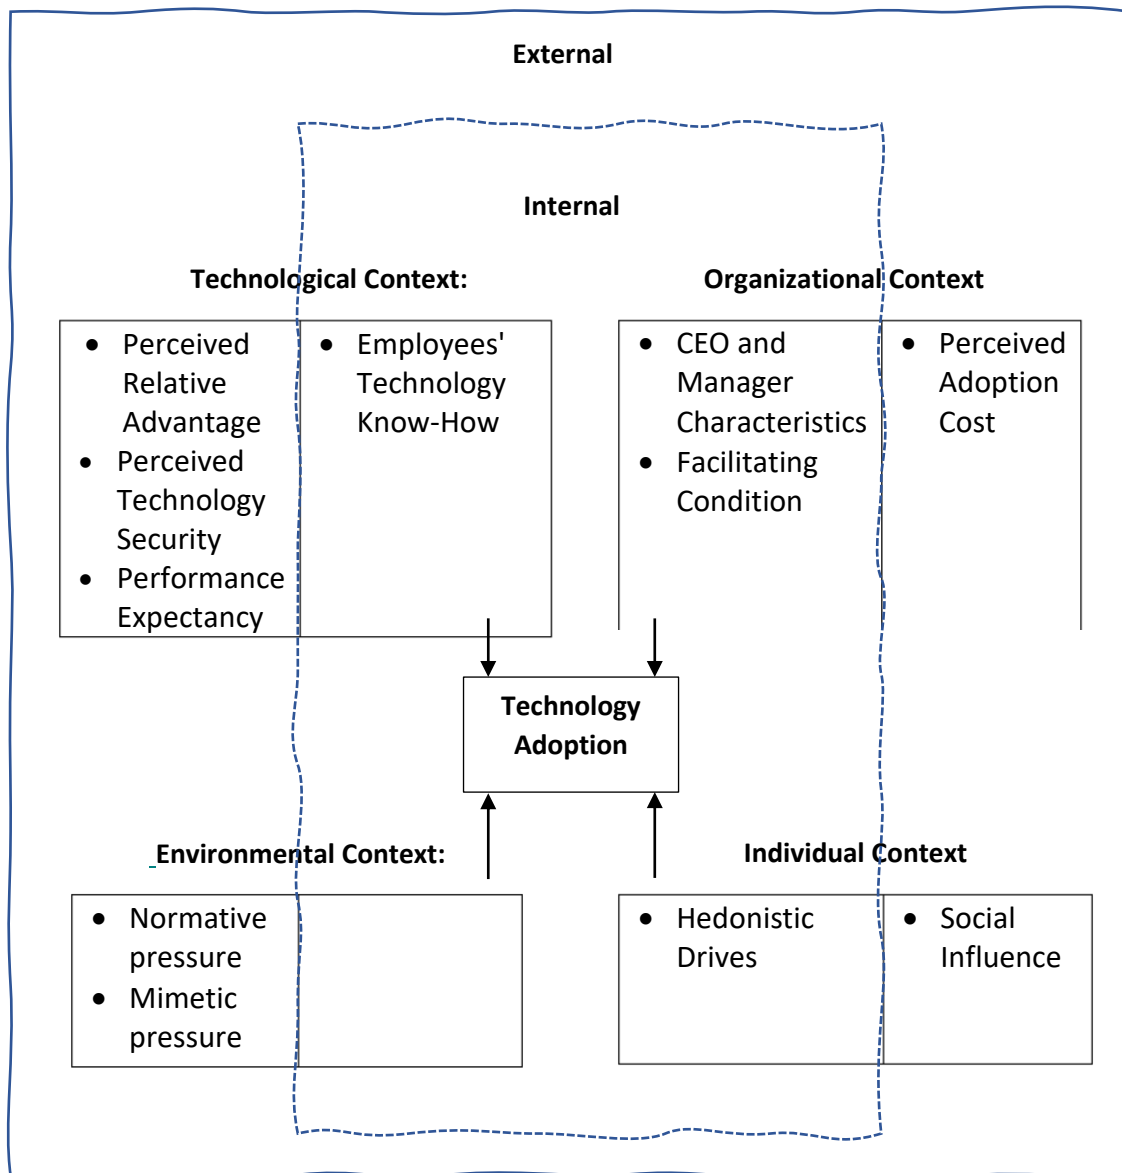 External
Internal
Technological Context:
Organizational Context
• Perceived
Relative
Advantage
• Perceived
Technology
Security
• Performance
Expectancy
• Employees'
Technology
Know-How
• CEO and
Manager
Characteristics
• Facilitating
Condition
• Perceived
Adoption
Cost
Technology
Adoption
Environmental Context:
Individual Context
• Normative
pressure
• Mimetic
pressure
• Hedonistic
Drives
• Social
Influence